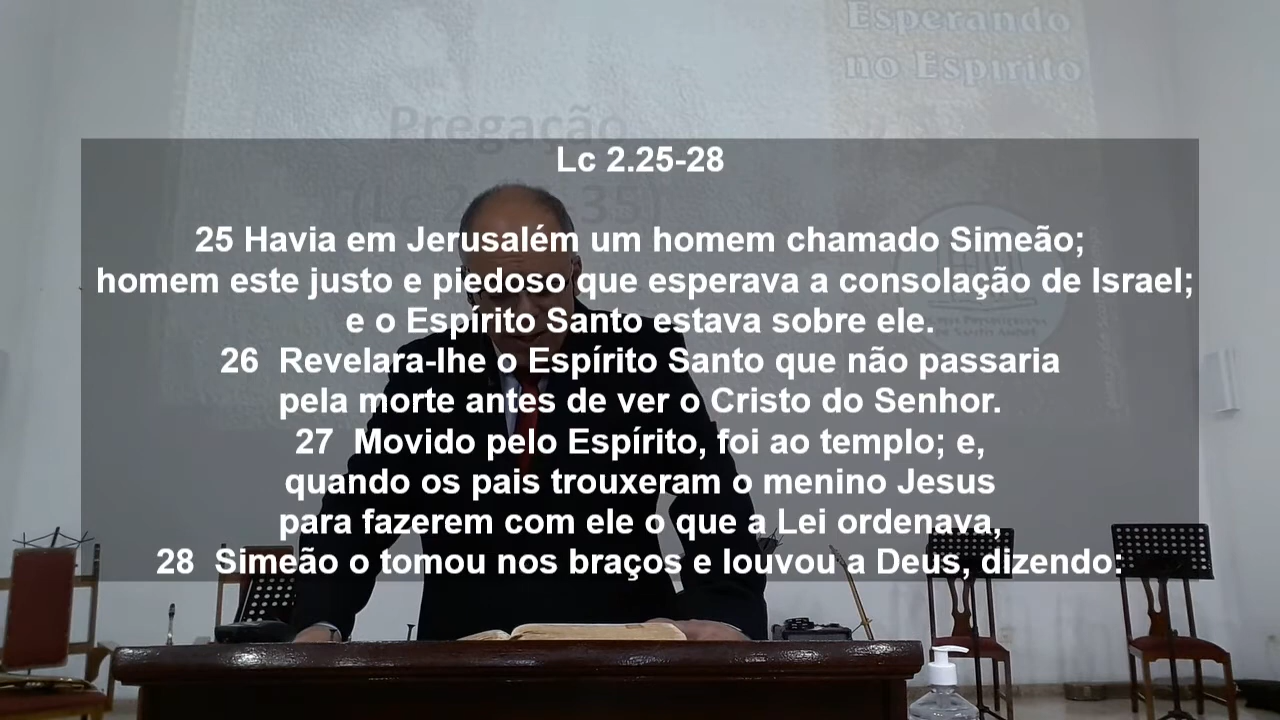 Esperando
no Espírito
Pregação
Lc 2.25-28
25 Havia em Jerusalém um homem chamado Simeão;
homem este justo e piedoso que esperava a consolação de Israel;
e o Espírito Santo estava sobre ele.
26 Revelara-lhe o Espírito Santo que não passaria
pela morte antes de ver o Cristo do Senhor.
27 Movido pelo Espírito, foi ao templo; e,
quando os pais trouxeram o menino Jesus
para fazerem com ele o que a Lei ordenava,
28 Simeão o tomou nos braços e louvou a Deus, dizendo: